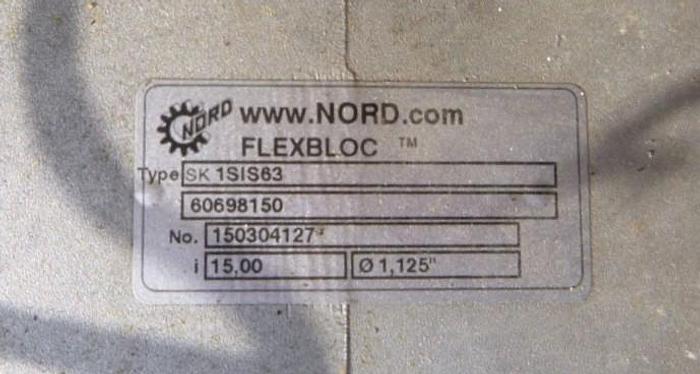 NORD www.NORD.com
FLEXBLOC ™
Type SK 1SIS63
60698150
No. 150304127
i 15,00 Ø 1,125"